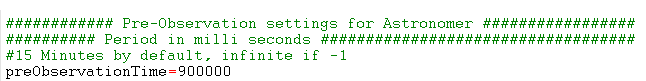 ############ Pre-Observation settings for Astronomer #################
########## Period in milli seconds ###################################
#15 Minutes by default, infinite if -1
preObservationTime=900000